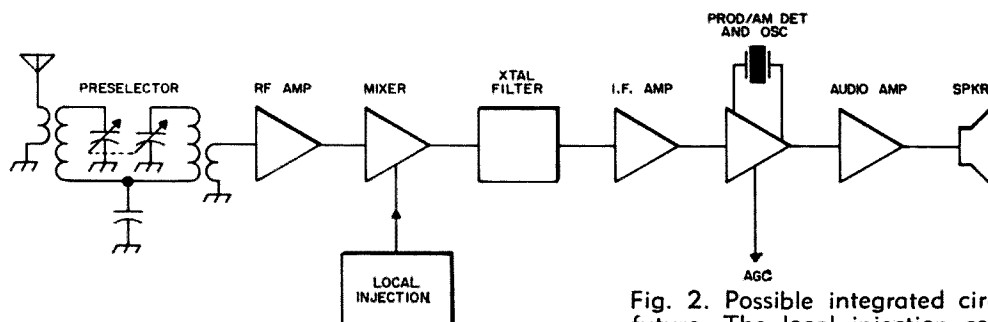 PROD/AM DET
AND OSC
PRESELECTOR
RF AMP
MIXER
XTAL
FILTER
I.F. AMP
AUDIO AMP
SPKR
LOCAL
INJECTION
AGC
Fig. 2. Possible integrated cir
future. The local injection